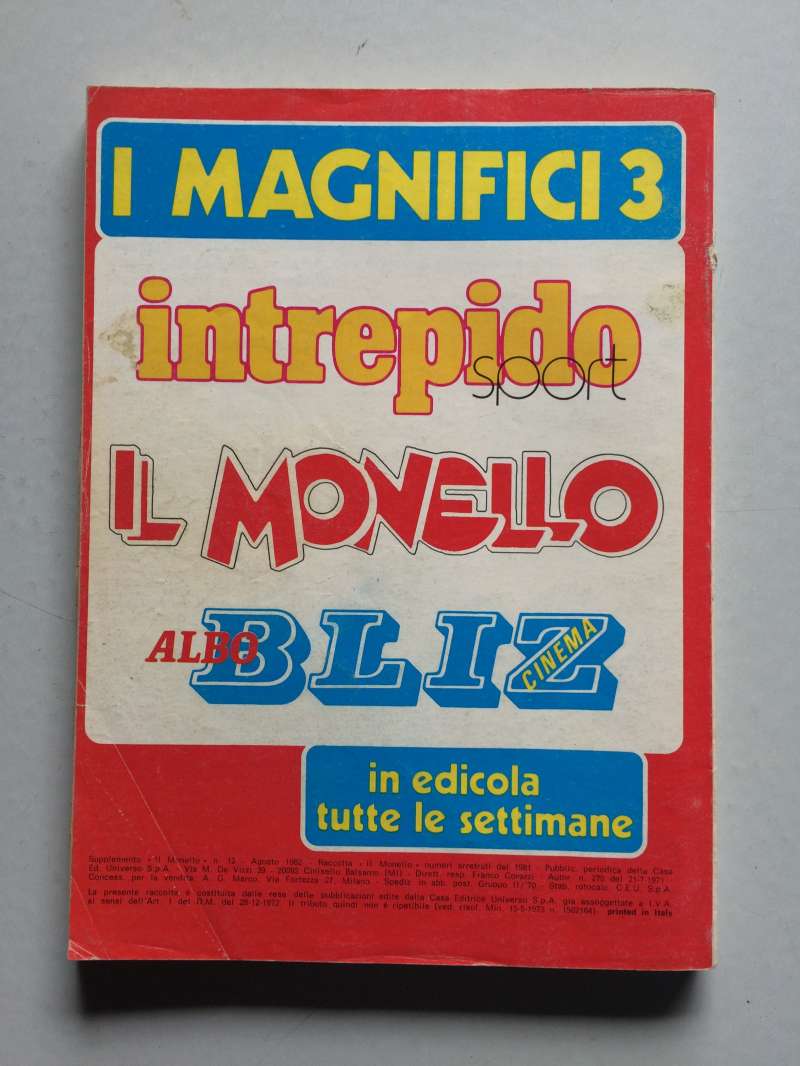 I MAGNIFICI 3
intrepido
sport
IL MONELLO
ALBO BLIZ
CINEMA
in edicola
tutte le settimane
Supplemento «Il Monello» n. 13 - Agosto 1982 - Raccolta «Il Monello» numeri arretrati del 1981 - Pubblic. periodica della Casa
Ed. Universo S.p.A. - Via M. De Vizzi 39 - 20092 Cinisello Balsamo (MI) - Dirett. resp. Franco Corazzi - Autor. n. 270 del 21-7-1971
Concess. per la vendita: A. G. Marco, Via Fortezza 27, Milano - Spediz. in abb. post. Gruppo II/70 - Stab. rotocalc. C.E.U. S.p.A.
La presente raccolta è costituita dalle rese delle pubblicazioni edite dalla Casa Editrice Universo S.p.A. già assoggettate a I.V.A.
ai sensi dell'Art. 1 del D.M. del 28-12-1972. Il tributo quindi non è ripetibile (ved. risol. Min. 15-5-1973 n. 15021641). printed in Italy